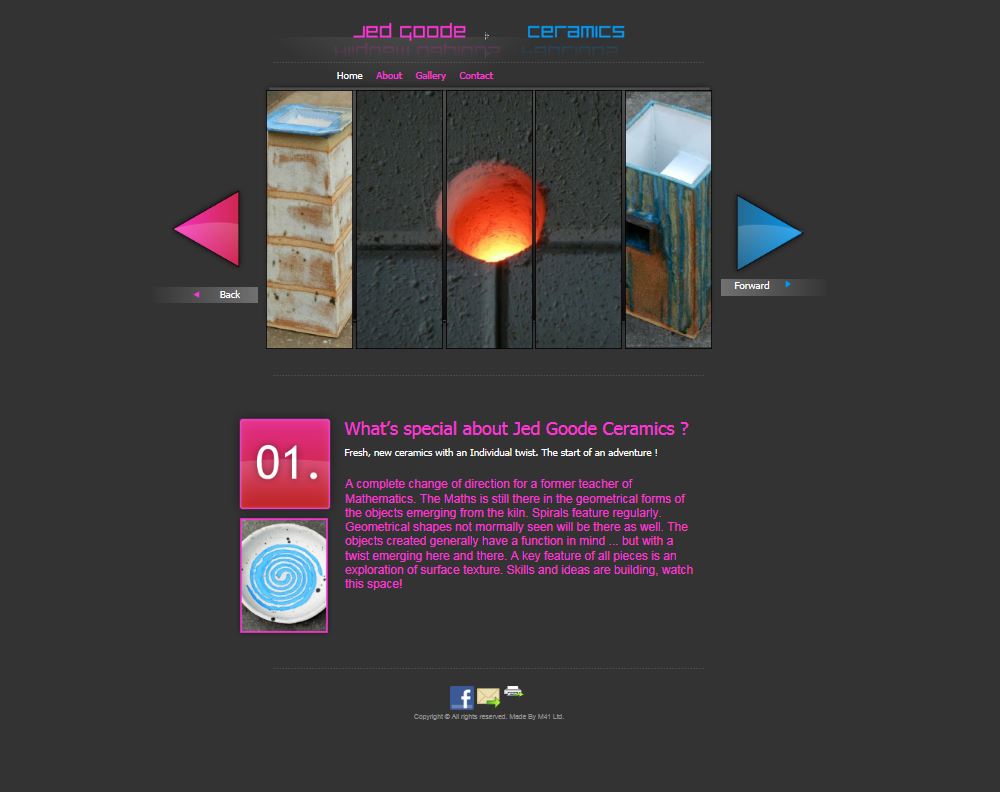 Jed Goode ceramics
Home About Gallery Contact
Back
Forward
01.
What's special about Jed Goode Ceramics ?
Fresh, new ceramics with an Individual twist. The start of an adventure !
A complete change of direction for a former teacher of
Mathematics. The Maths is still there in the geometrical forms of
the objects emerging from the kiln. Spirals feature regularly.
Geometrical shapes not mormally seen will be there as well. The
objects created generally have a function in mind ... but with a
twist emerging here and there. A key feature of all pieces is an
exploration of surface texture. Skills and ideas are building, watch
this space!
Copyright © All rights reserved. Made By M41 Ltd.